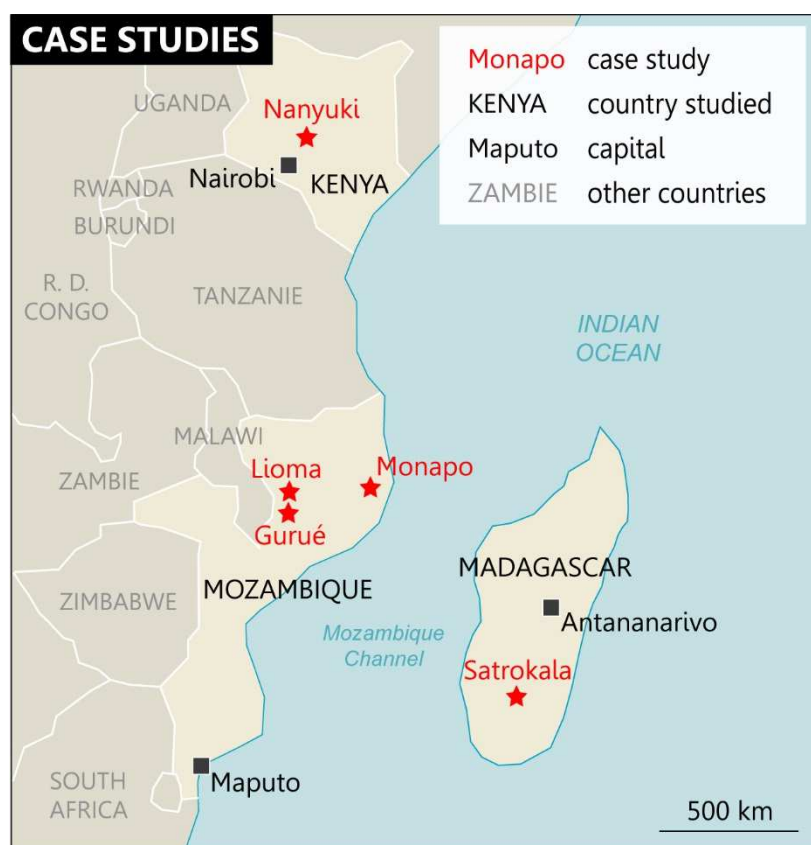 CASE STUDIES
Monapo case study
KENYA country studied
Maputo capital
ZAMBIE other countries
UGANDA
Nanyuki
Nairobi
KENYA
RWANDA
BURUNDI
R. D.
CONGO
TANZANIE
INDIAN
OCEAN
MALAWI
Lioma
Monapo
ZAMBIE
Gurué
MOZAMBIQUE
ZIMBABWE
MADAGASCAR
Antananarivo
Mozambique
Channel
Satrokala
SOUTH
AFRICA
Maputo
500 km